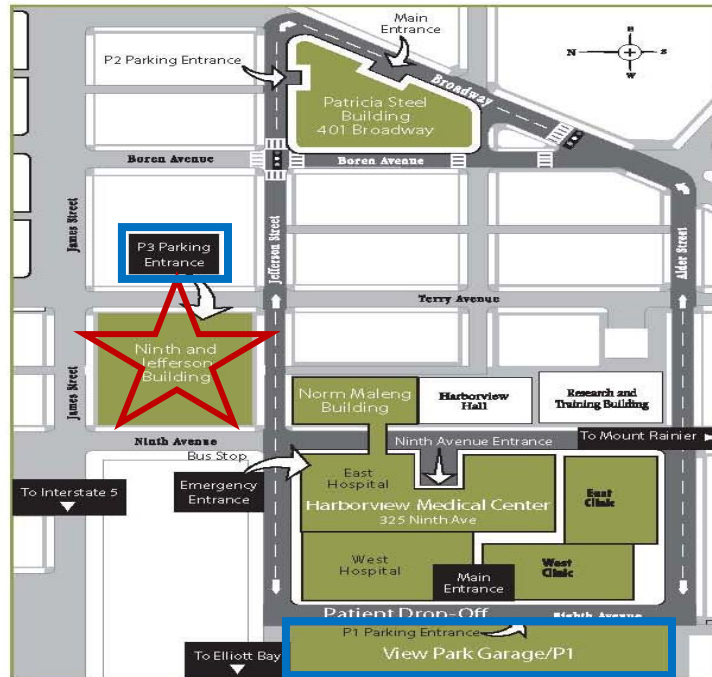 Main
Entrance
P2 Parking Entrance
E
N
S
W
Broadway
Patricia Steel
Building
401 Broadway
Boren Avenue
Boren Avenue
James Street
P3 Parking
Entrance
Jefferson Street
Alder Street
Terry Avenue
Ninth and
Jefferson
Building
James Street
Norm Maleng
Building
Harborview
Hall
Research and
Training Building
Ninth Avenue
Bus Stop
Ninth Avenue Entrance
To Mount Rainier
To Interstate 5
Emergency
Entrance
East
Hospital
Harborview Medical Center
325 Ninth Ave
East
Clinic
West
Hospital
West
Clinic
Main
Entrance
Patient Drop-Off
Eighth Avenue
P1 Parking Entrance
To Elliott Bay
View Park Garage/P1